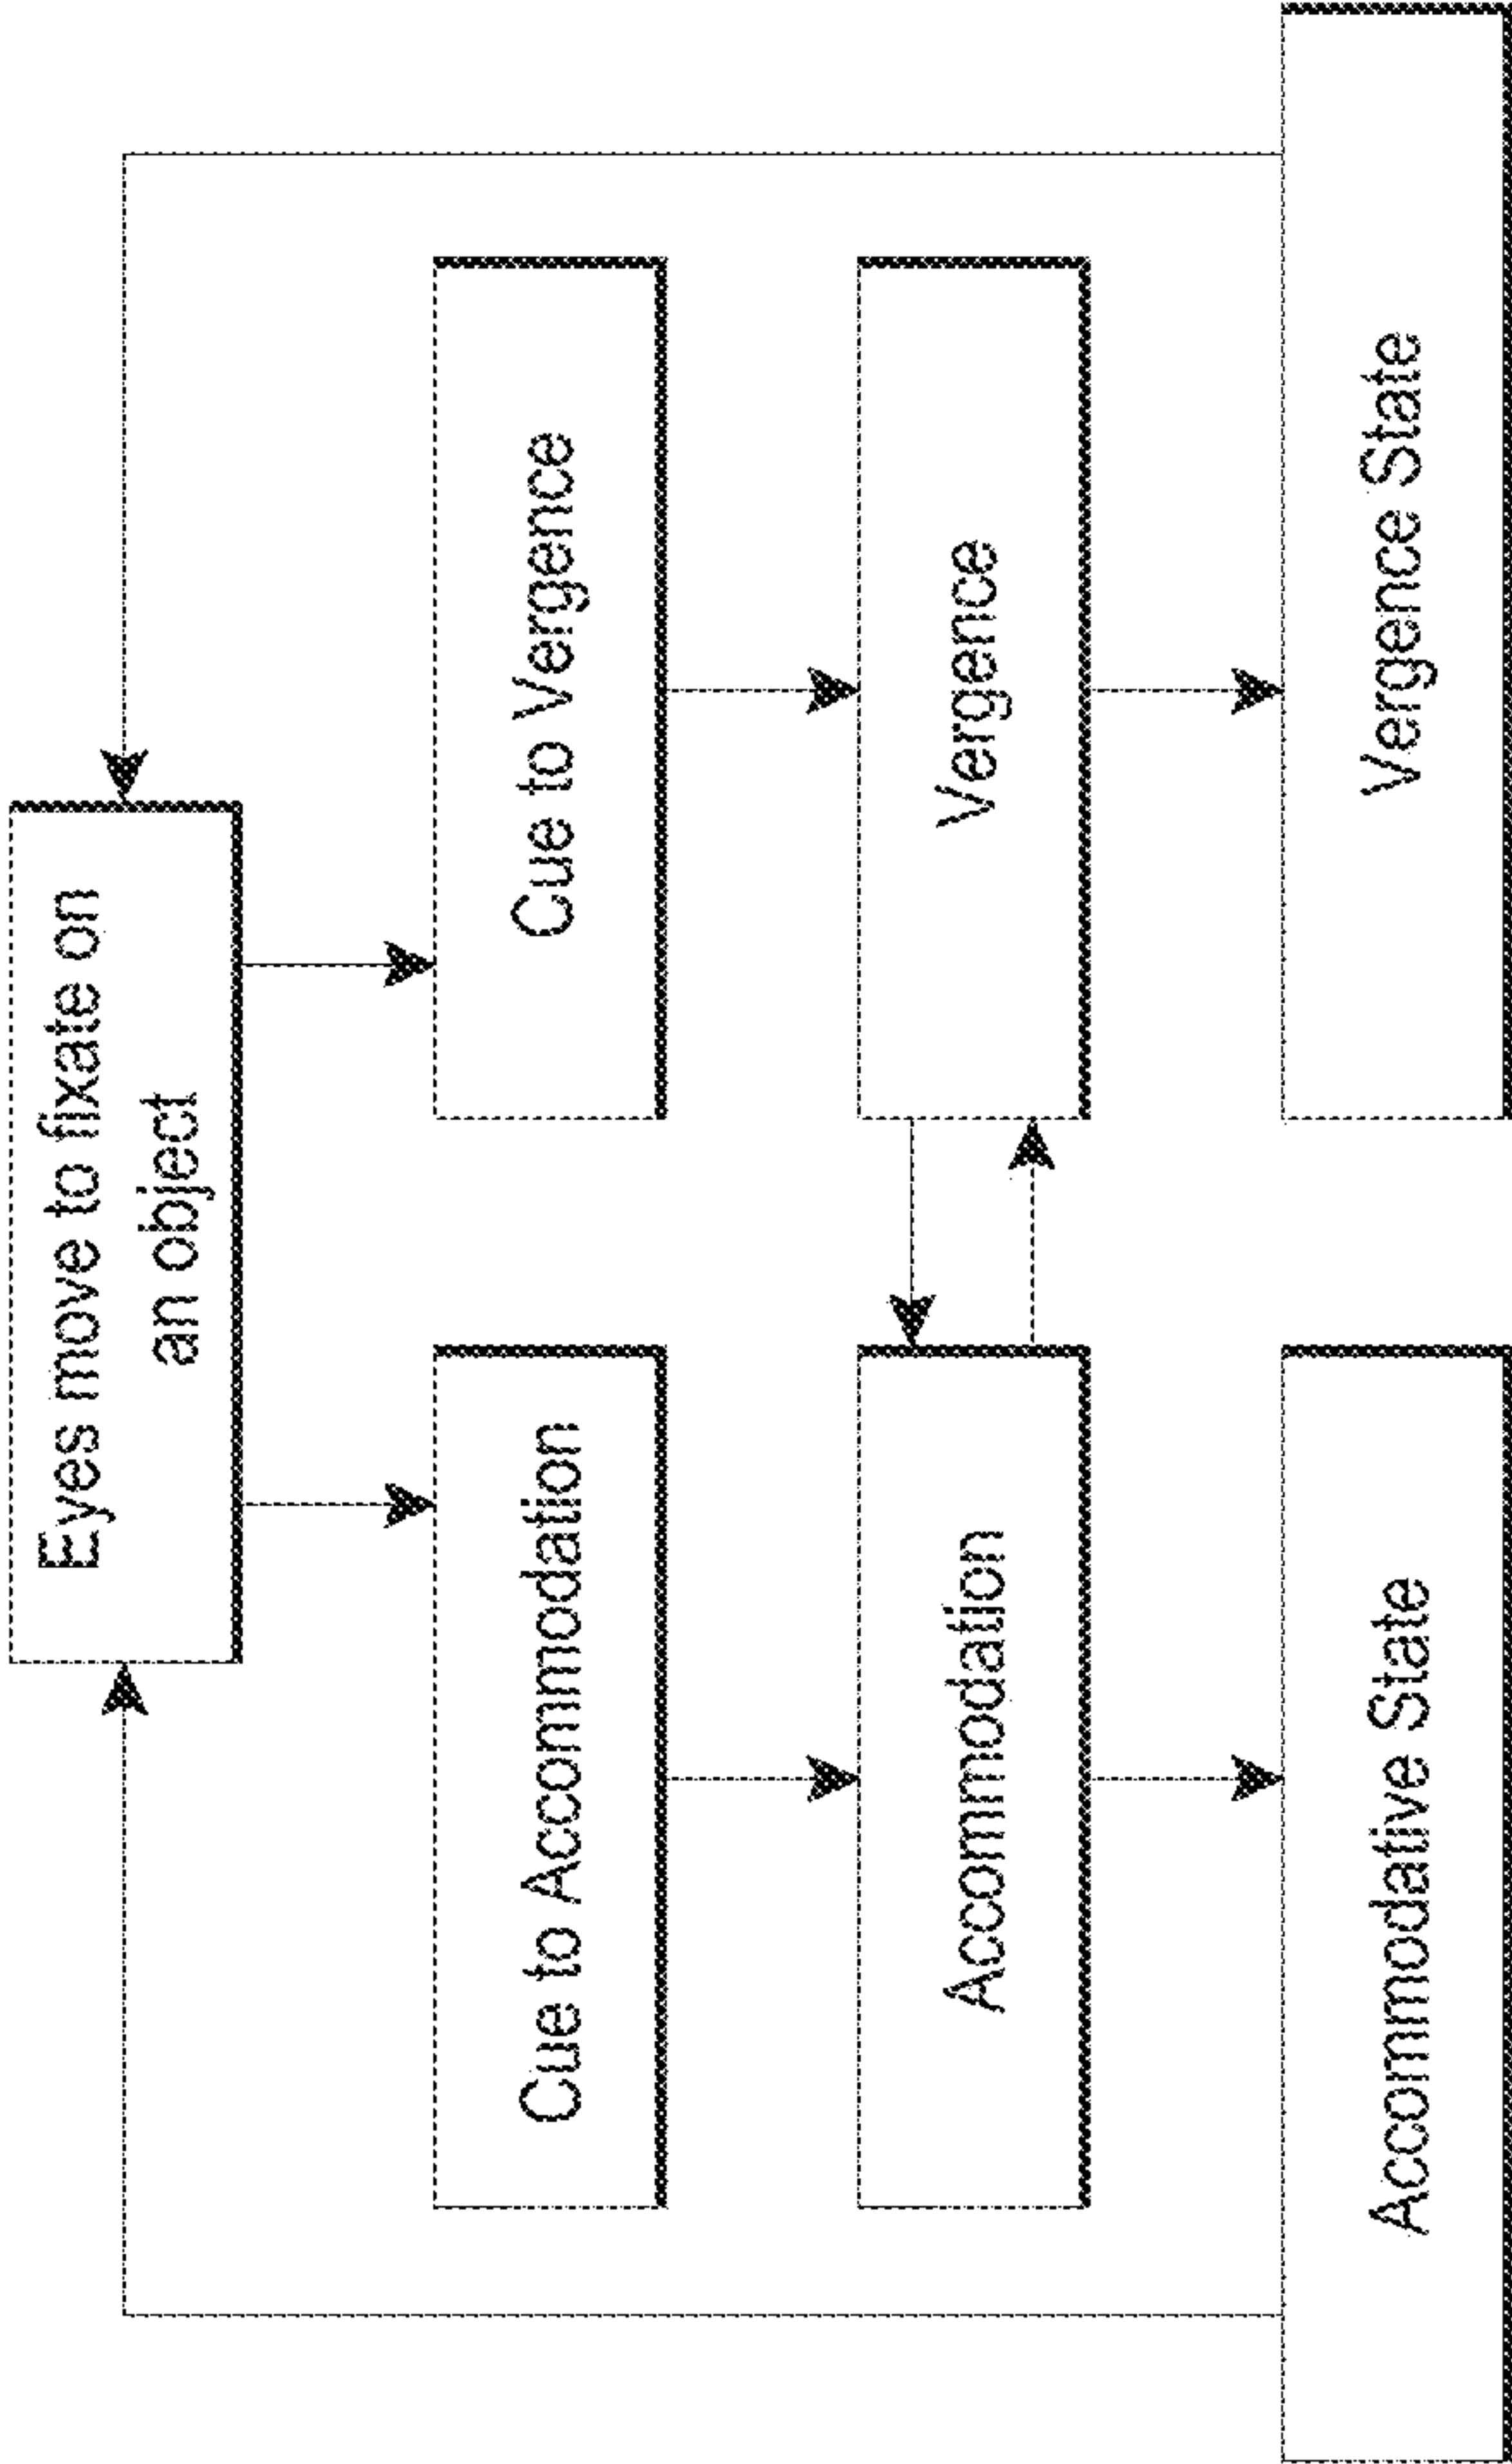 Eyes move to fixate on
an object
Cue to Accommodation
Cue to Vergence
Accommodation
Vergence
Accommodative State
Vergence State